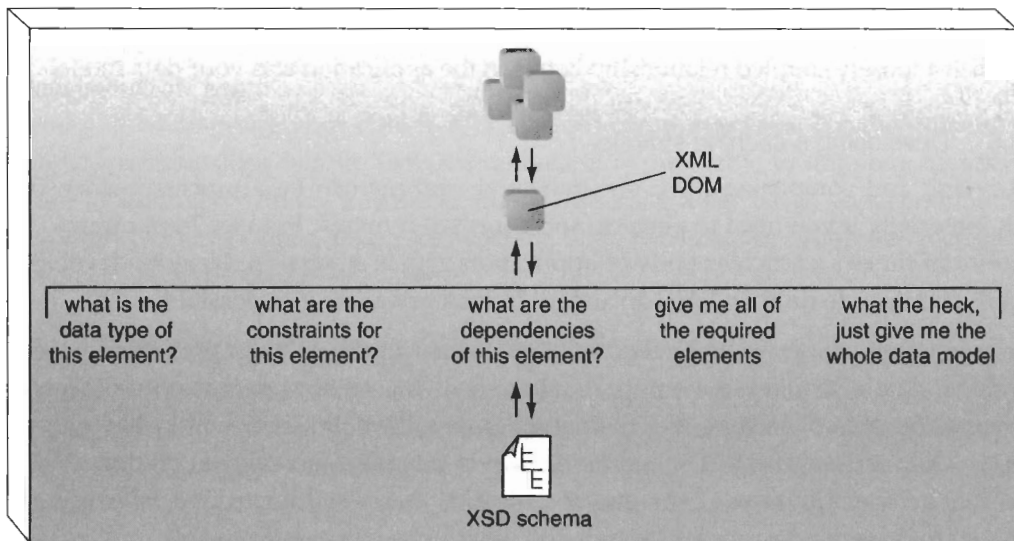 XML
DOM
what is the
data type of
this element?
what are the
constraints for
this element?
what are the
dependencies
of this element?
give me all of
the required
elements
what the heck,
just give me the
whole data model
E
E
XSD schema